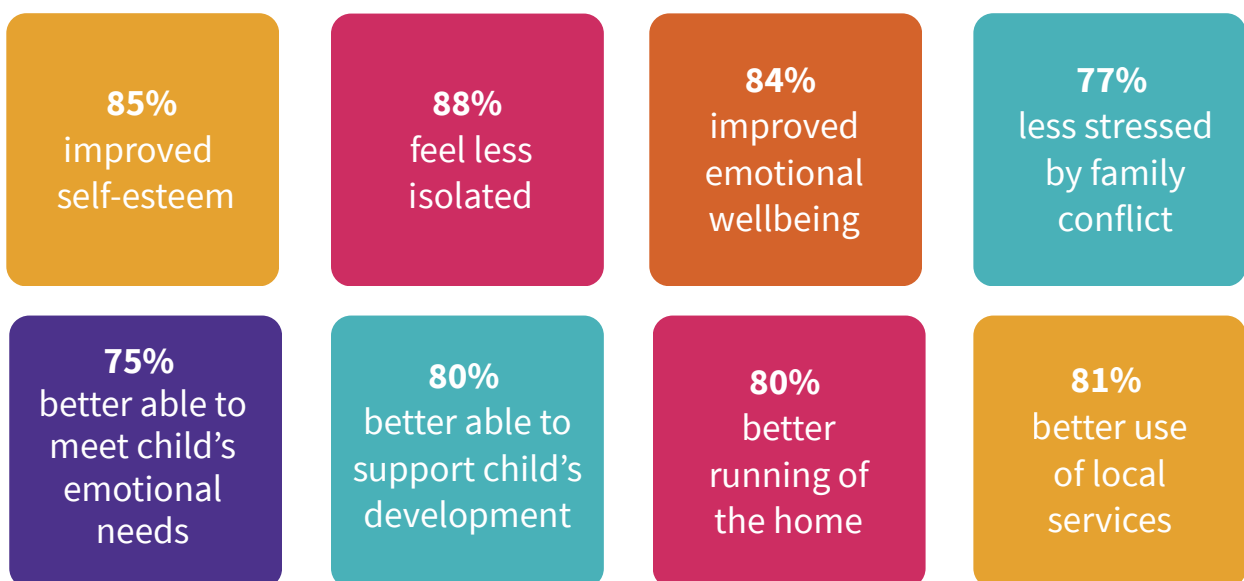 85%
improved
self-esteem
88%
feel less
isolated
84%
improved
emotional
wellbeing
77%
less stressed
by family
conflict
75%
better able to
meet child’s
emotional
needs
80%
better able to
support child’s
development
80%
better
running of
the home
81%
better use
of local
services